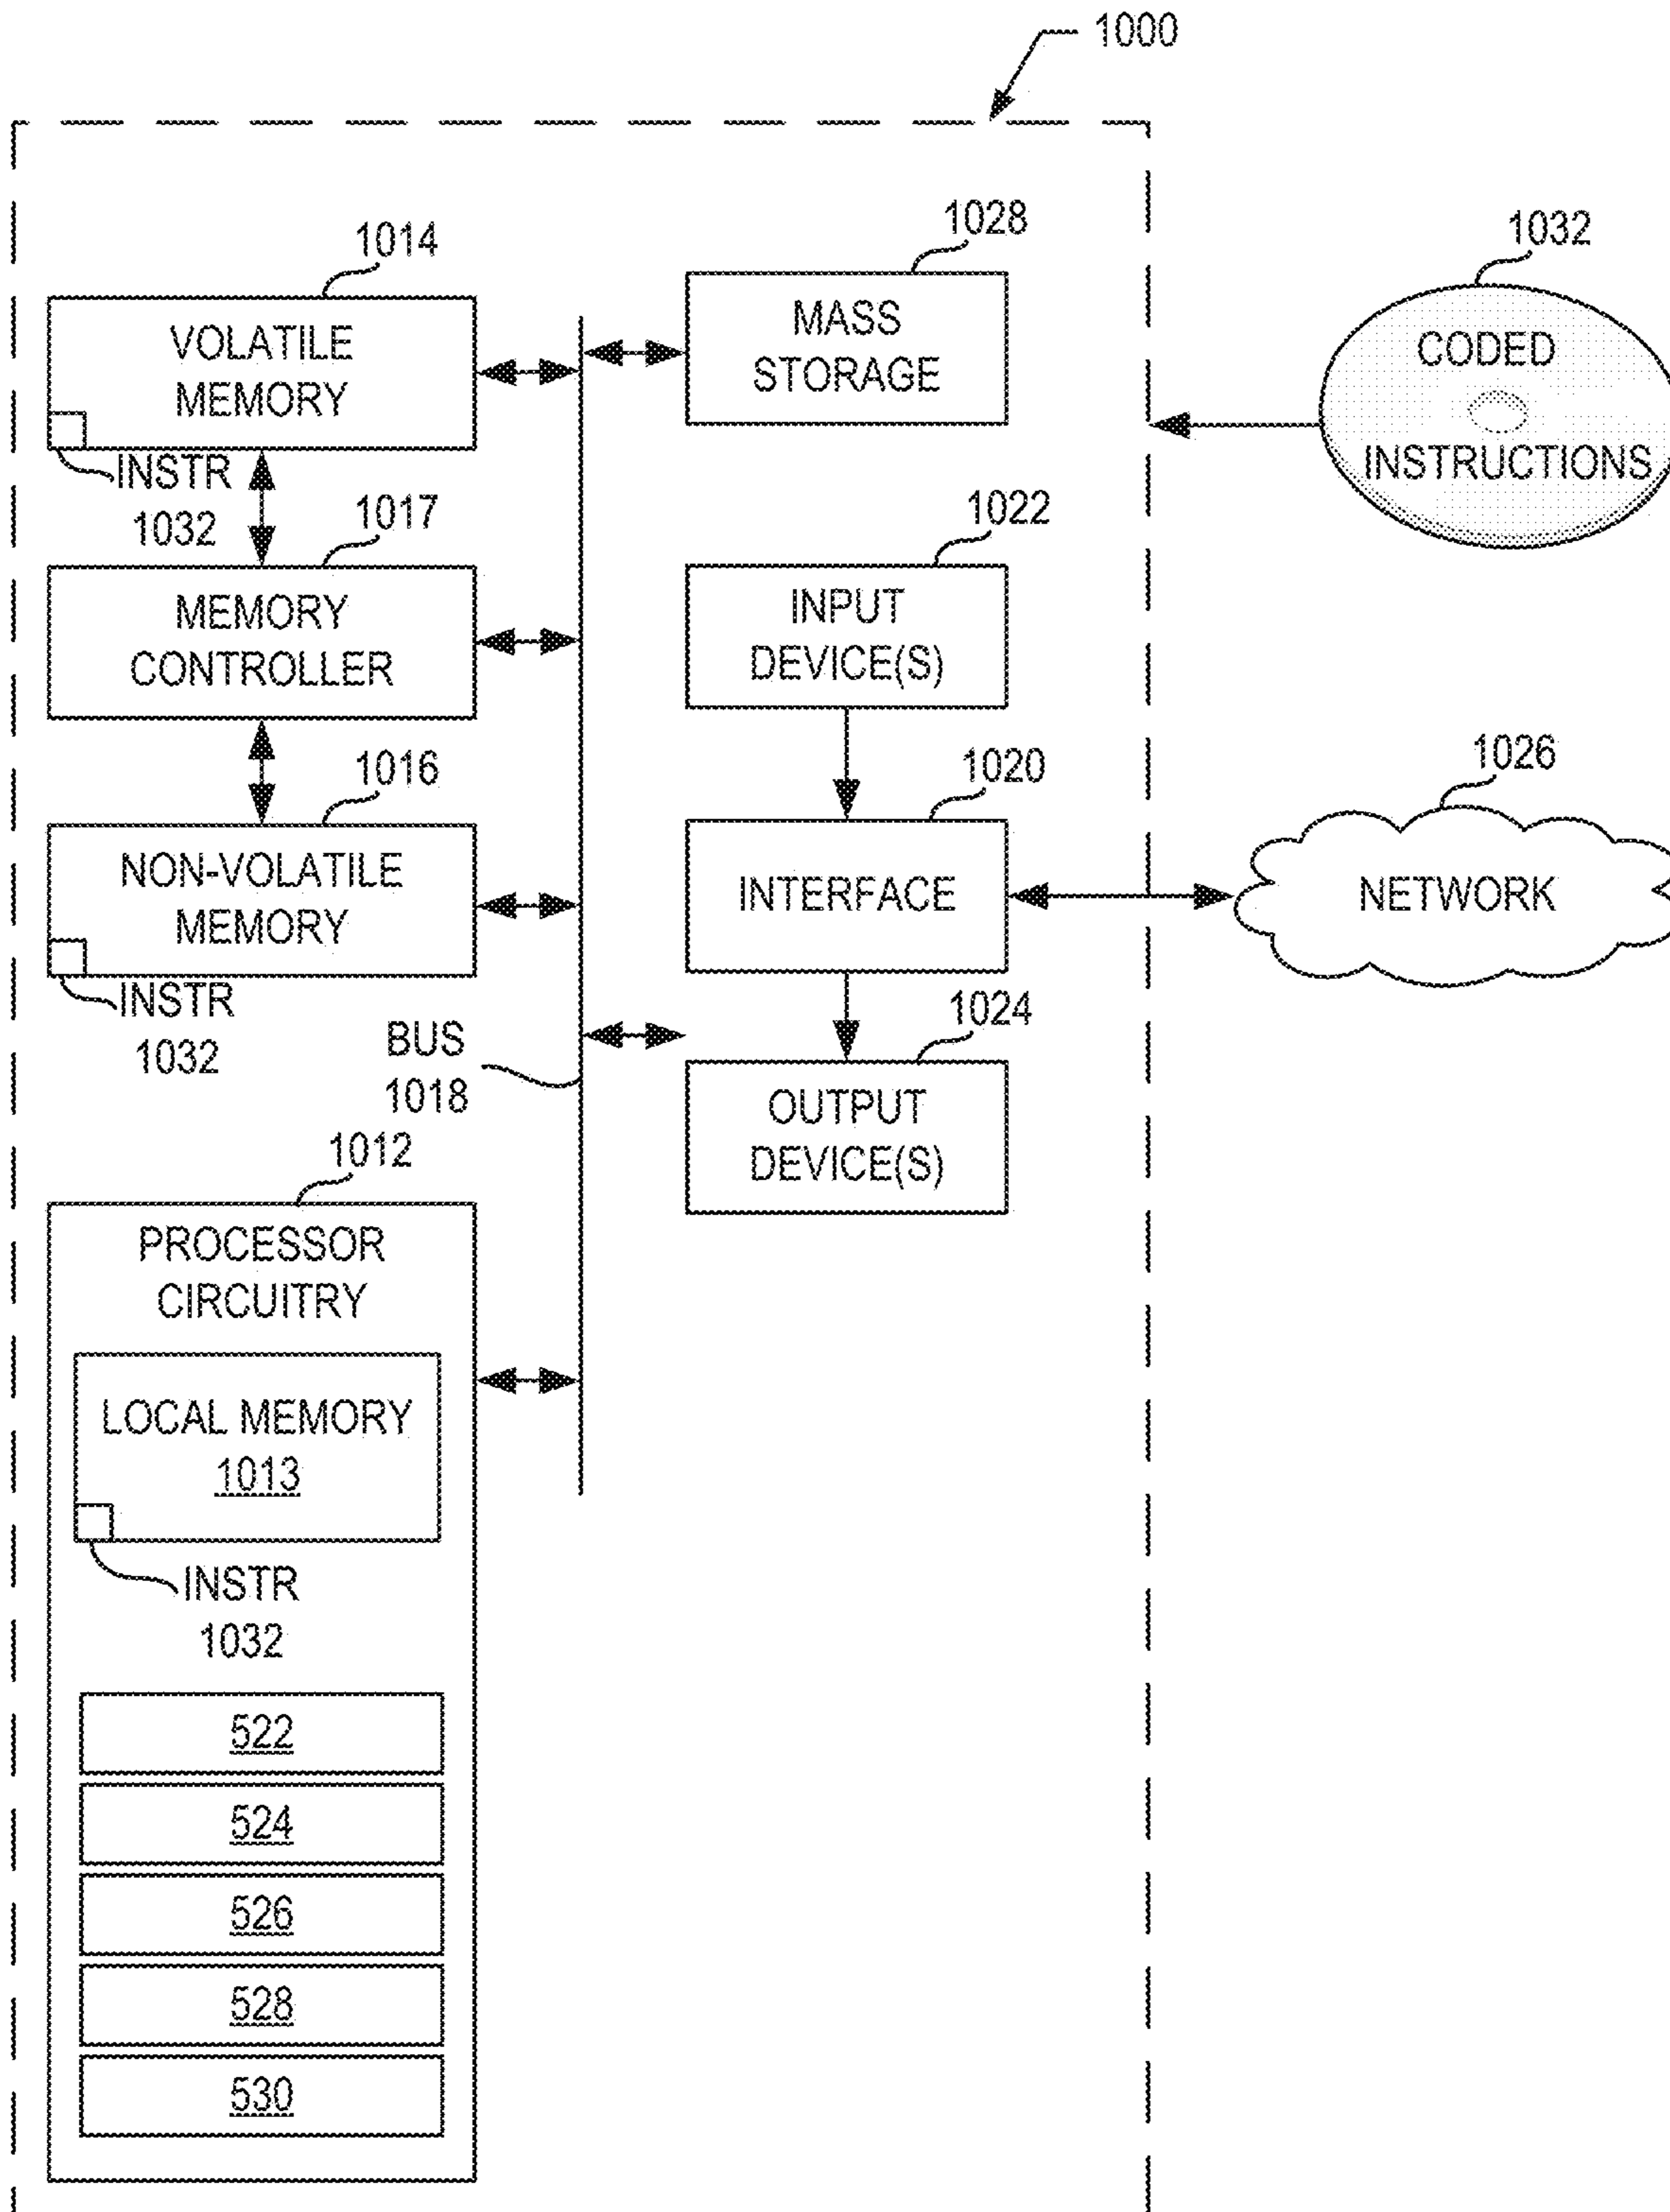 1000
1014
VOLATILE
MEMORY
INSTR
1032
1017
MEMORY
CONTROLLER
1016
NON-VOLATILE
MEMORY
INSTR
1032
BUS
1018
1012
PROCESSOR
CIRCUITRY
LOCAL MEMORY
1013
INSTR
1032
522
524
526
528
530
1028
MASS
STORAGE
1022
INPUT
DEVICE(S)
1020
INTERFACE
1024
OUTPUT
DEVICE(S)
1032
CODED
INSTRUCTIONS
1026
NETWORK